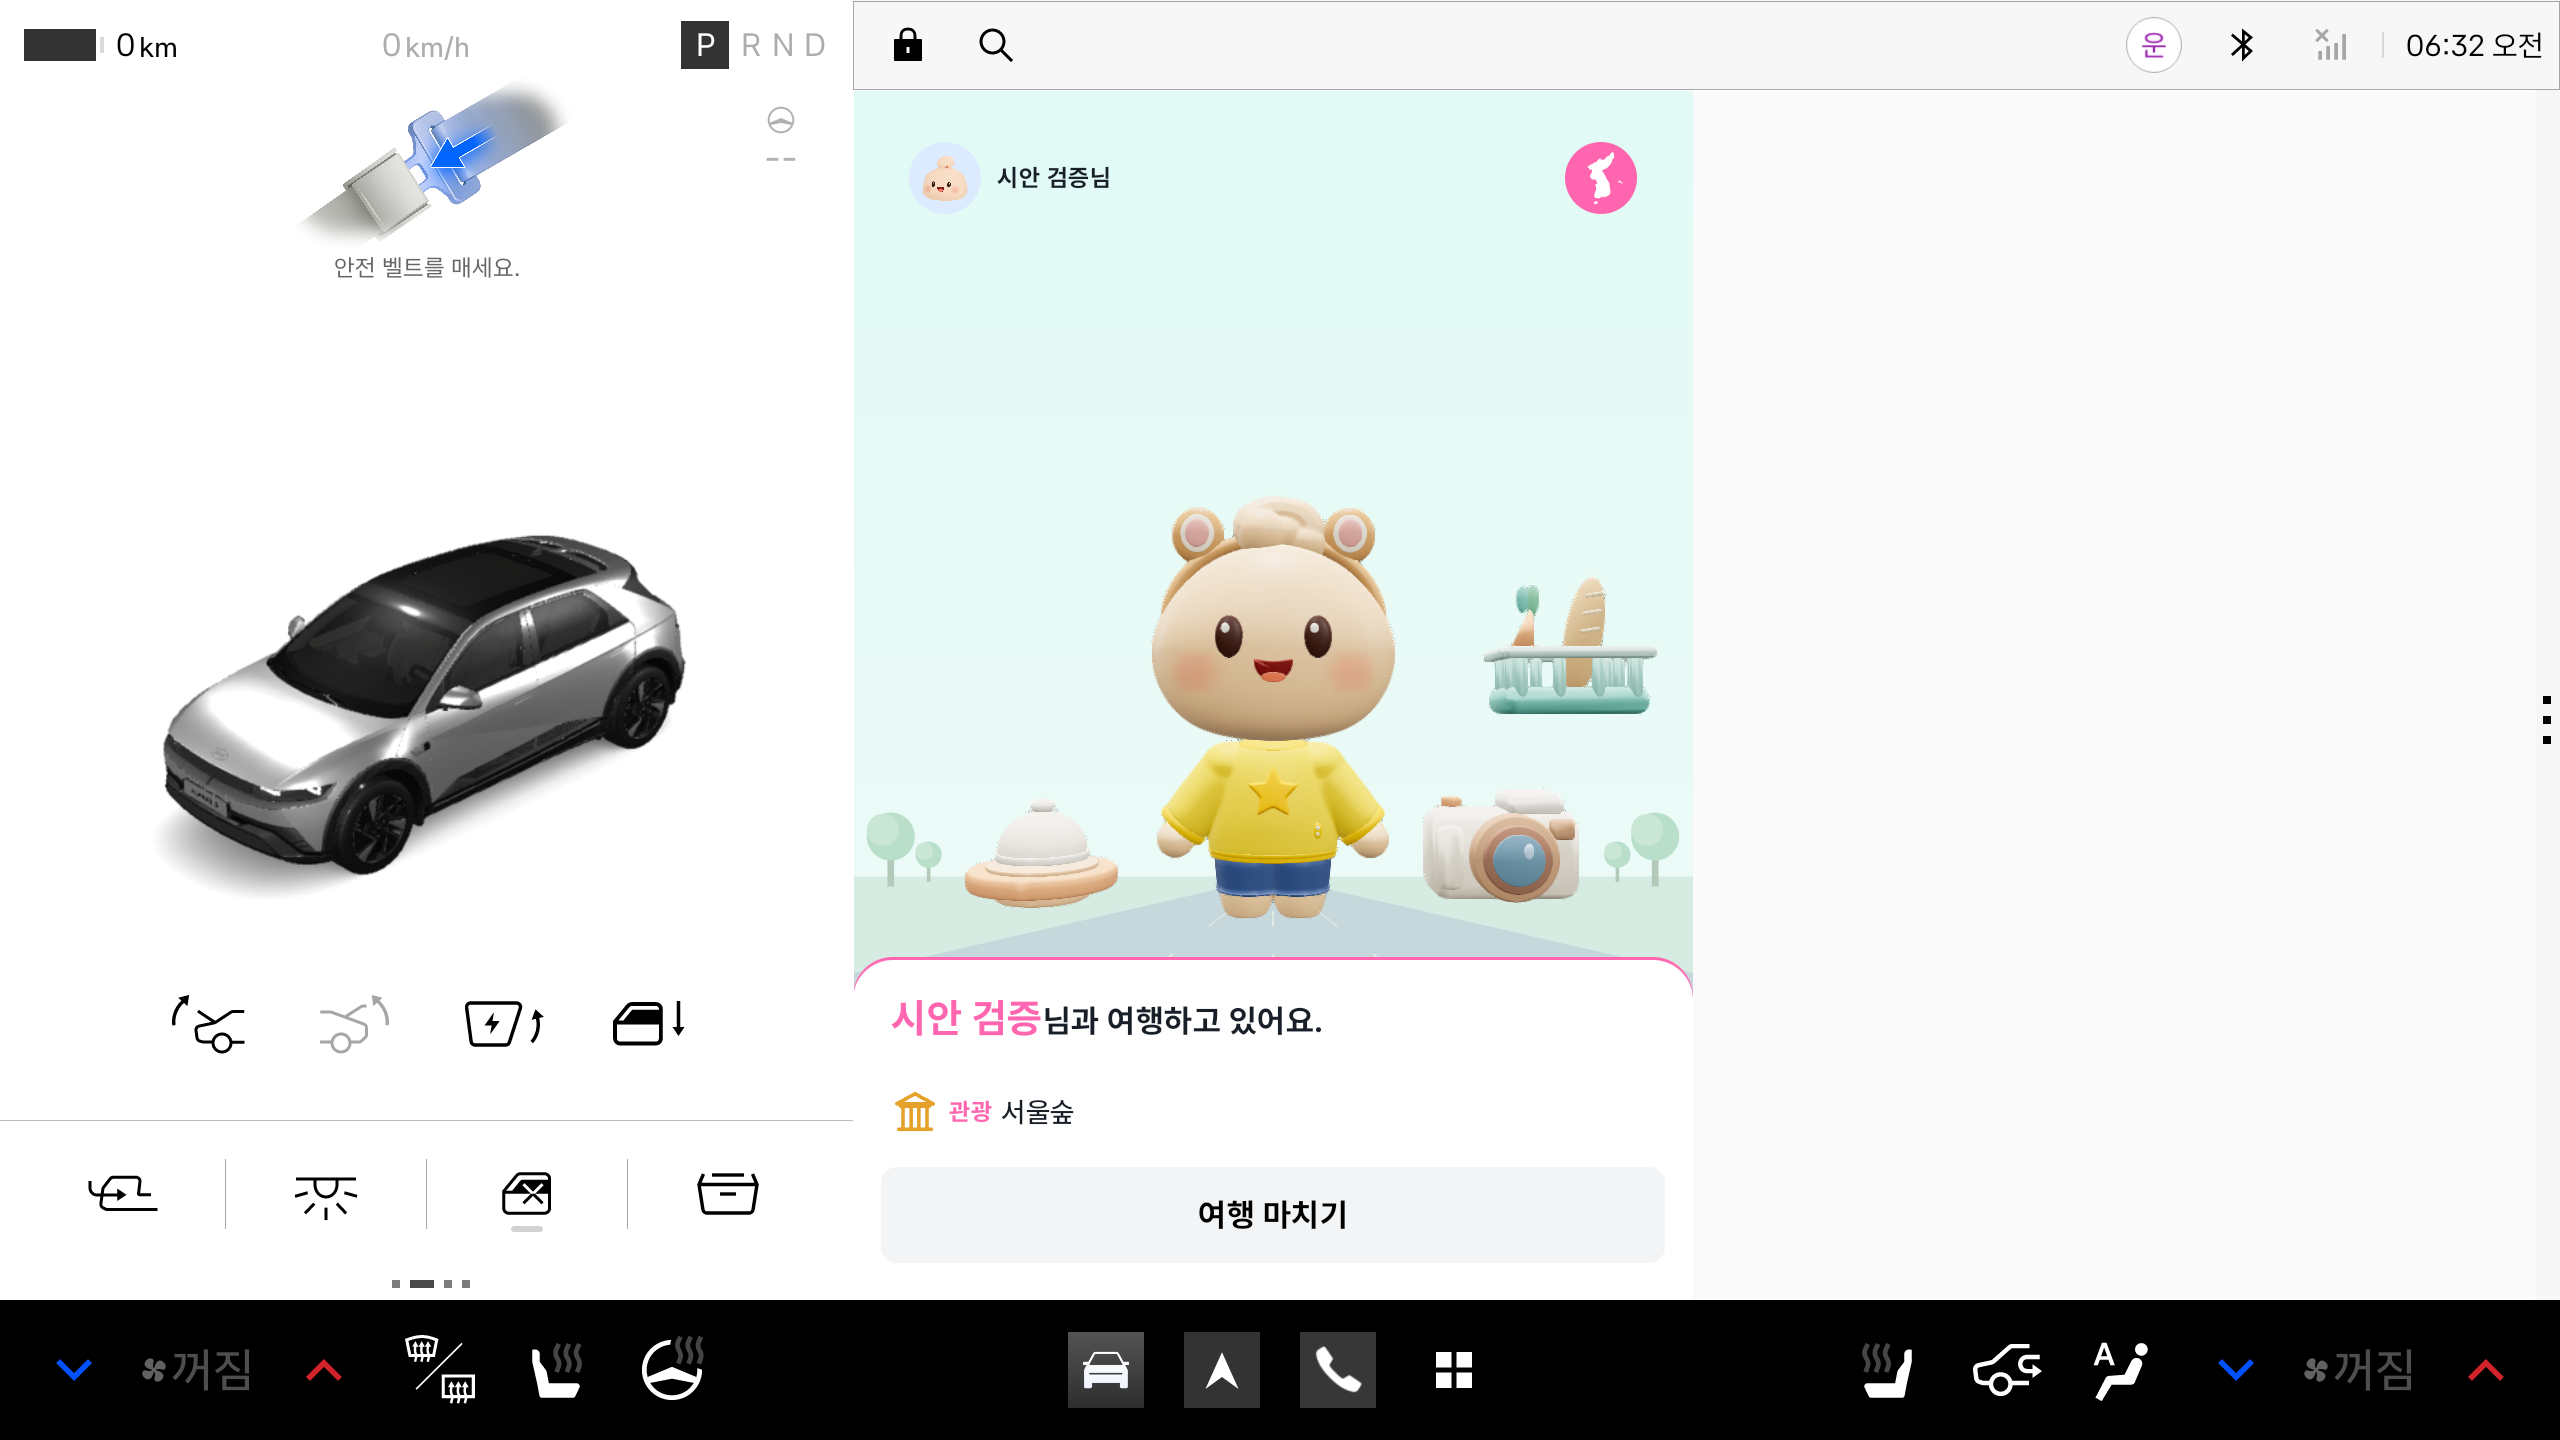 0 km
0 km/h
P R N D
06:32 오전
운
안전 벨트를 매세요.
시안 검증님
시안 검증님과 여행하고 있어요.
관광 서울숲
여행 마치기
꺼짐
A
꺼짐